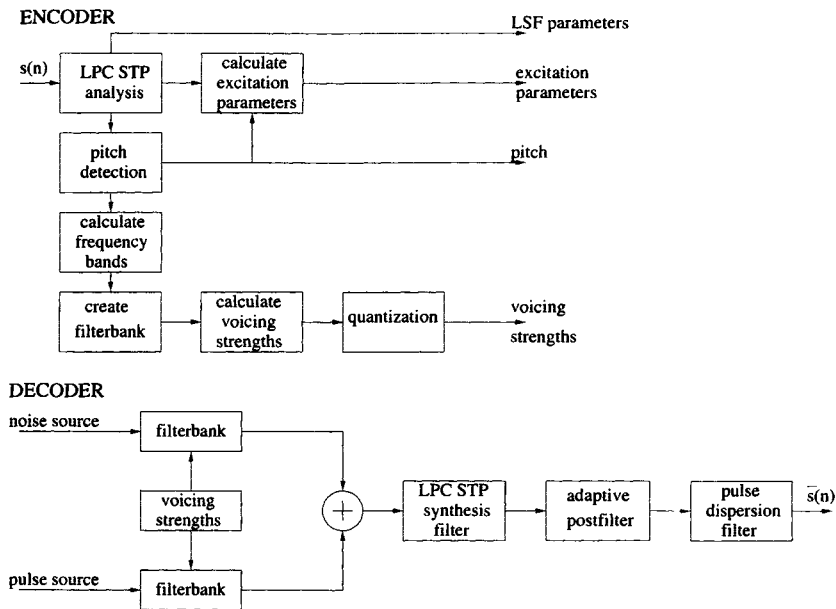 ENCODER
LSF parameters
s(n)
LPC STP
analysis
calculate
excitation
parameters
excitation
parameters
pitch
detection
pitch
calculate
frequency
bands
create
filterbank
calculate
voicing
strengths
quantization
voicing
strengths
DECODER
noise source
filterbank
voicing
strengths
+
LPC STP
synthesis
filter
adaptive
postfilter
pulse
dispersion
filter
s̄(n)
pulse source
filterbank